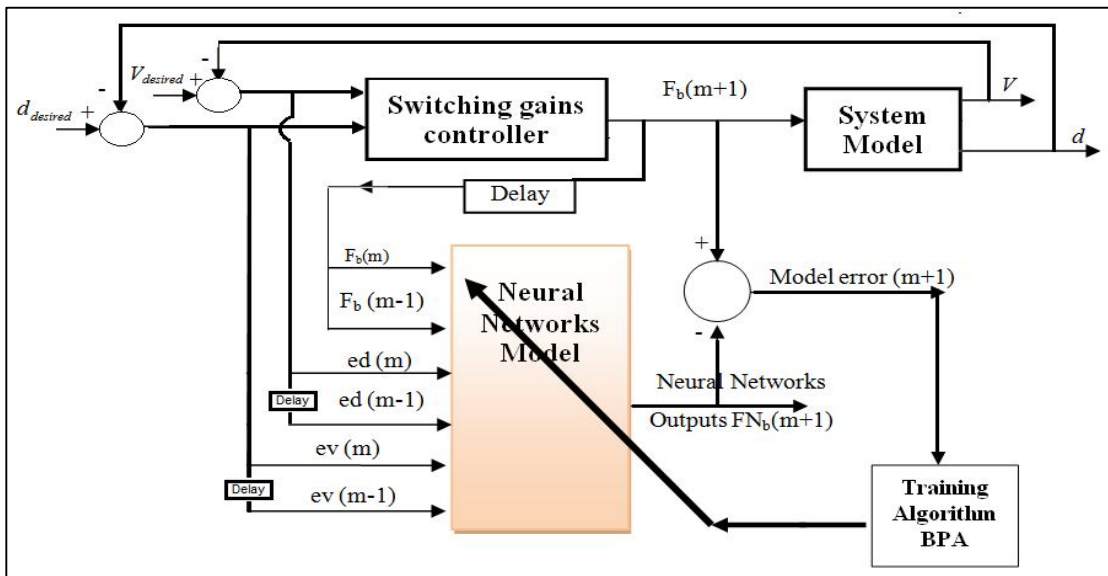 d
-
V_desired +
-
d_desired +
Switching gains
controller
F_b(m+1)
System
Model
V
d
Delay
F_b(m)
F_b (m-1)
ed (m)
Delay
ed (m-1)
ev (m)
Delay
ev (m-1)
Neural
Networks
Model
+
-
Model error (m+1)
Neural Networks
Outputs FN_b(m+1)
Training
Algorithm
BPA